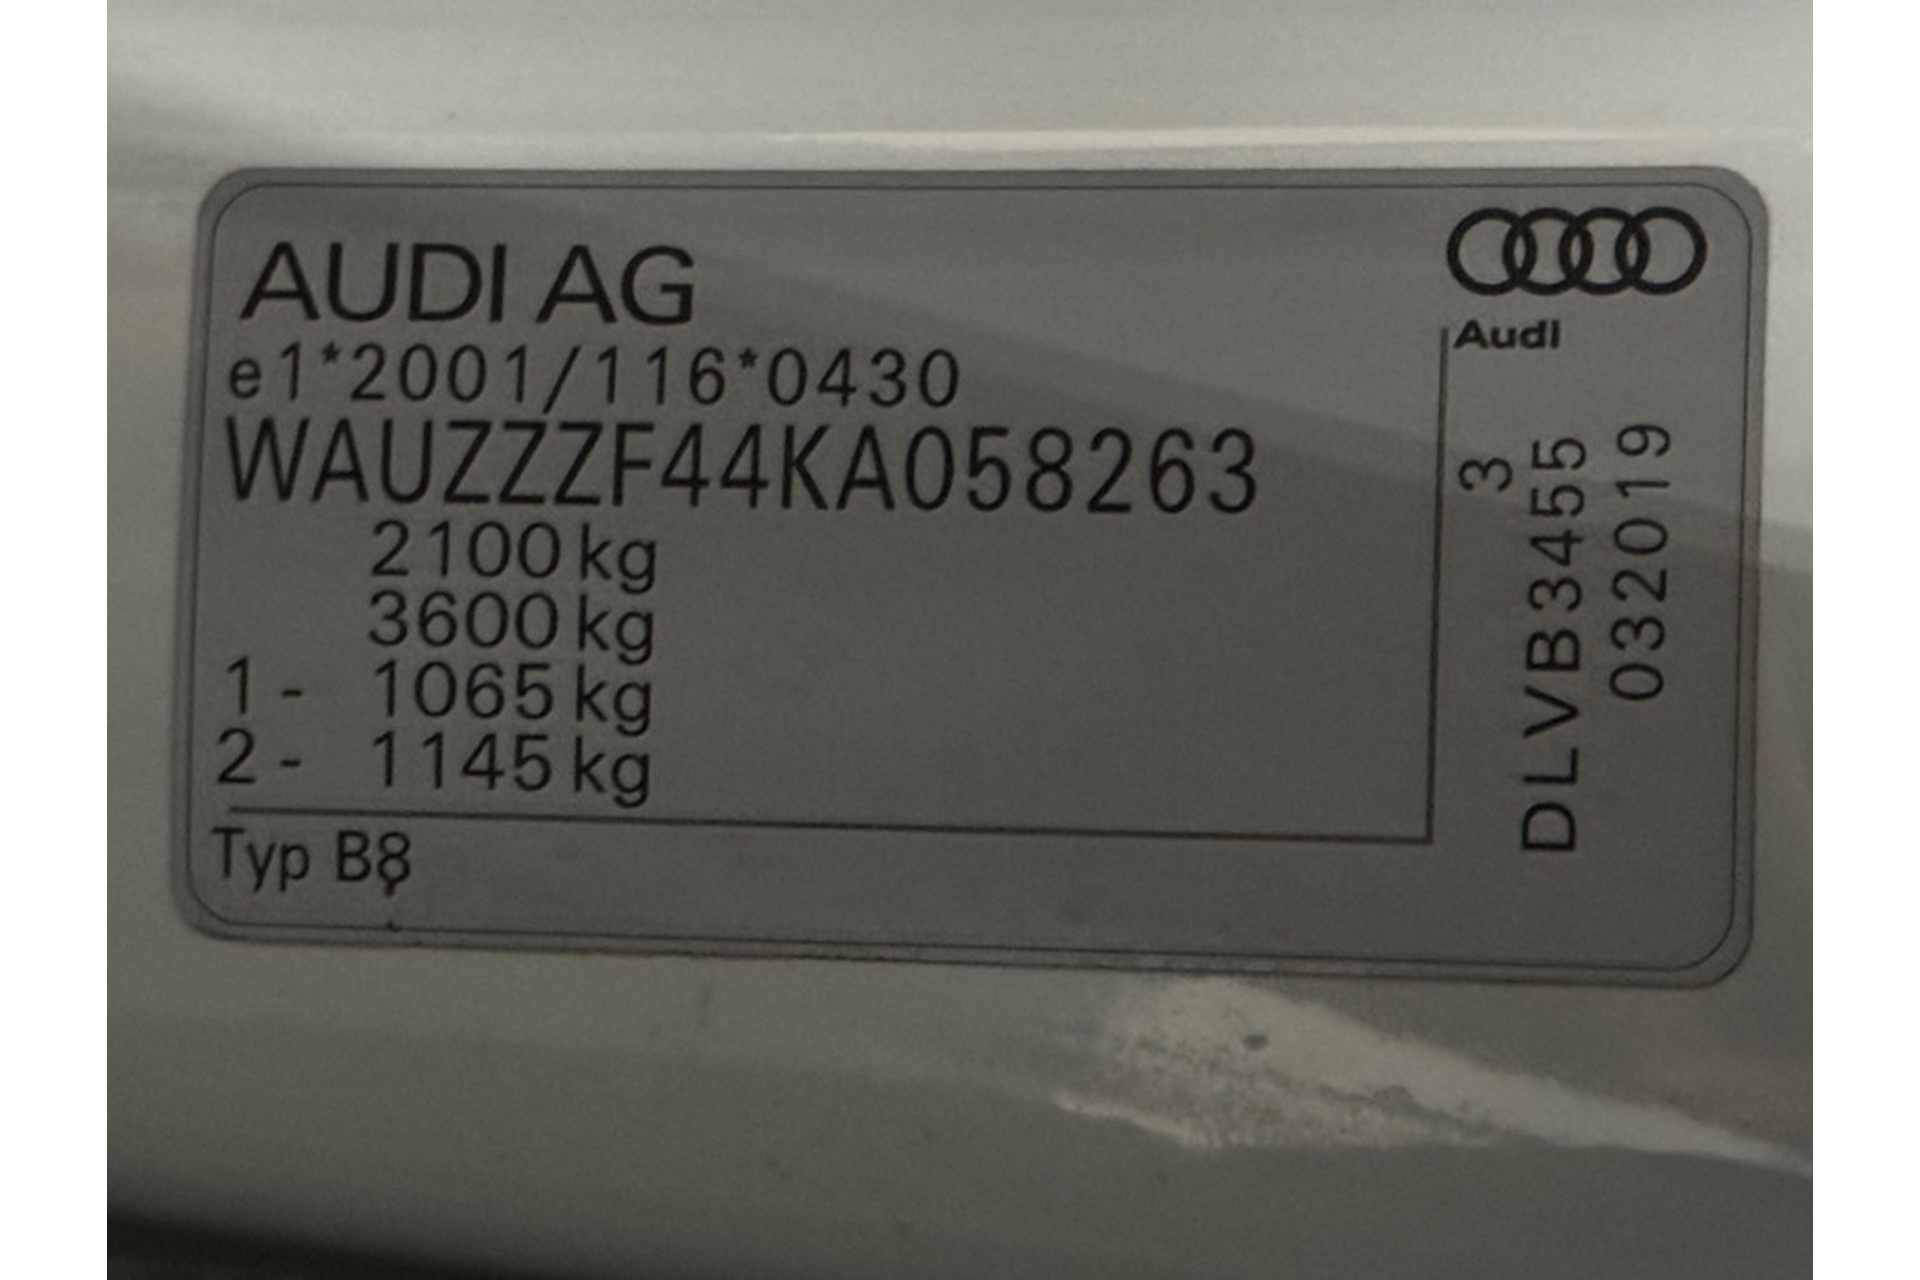 AUDI AG
e1*2001/116*0430
WAUZZZF44KA058263
2100 kg
3600 kg
1 - 1065 kg
2 - 1145 kg
Typ B8
Audi
3
DLVB3455
032019